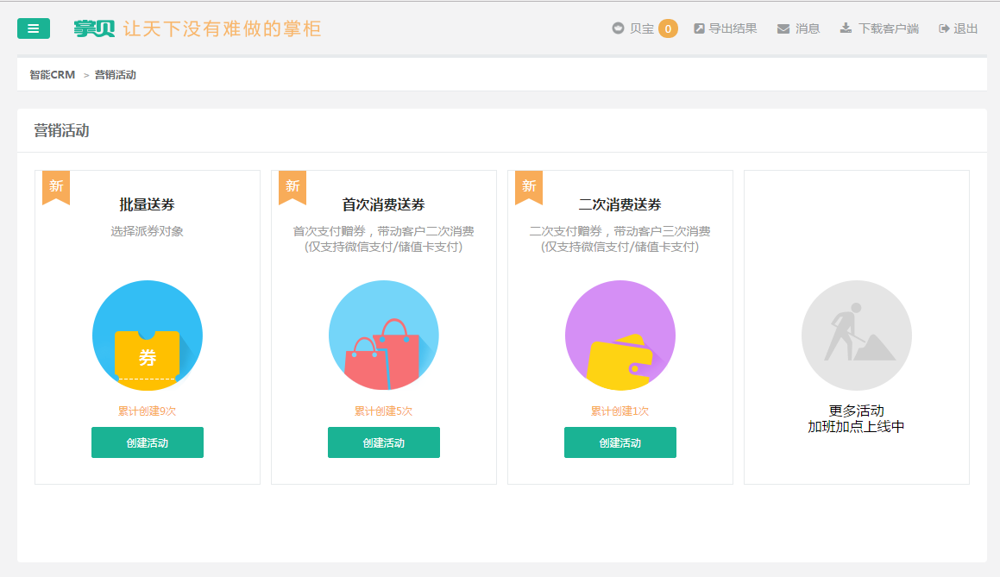 掌贝 让天下没有难做的掌柜
贝宝 0 导出结果 消息 下载客户端 退出
智能CRM > 营销活动
营销活动
新
批量送券
选择派券对象
券
累计创建9次
创建活动
新
首次消费送券
首次支付赠券，带动客户二次消费
(仅支持微信支付/储值卡支付)
累计创建5次
创建活动
新
二次消费送券
二次支付赠券，带动客户三次消费
(仅支持微信支付/储值卡支付)
累计创建1次
创建活动
更多活动
加班加点上线中